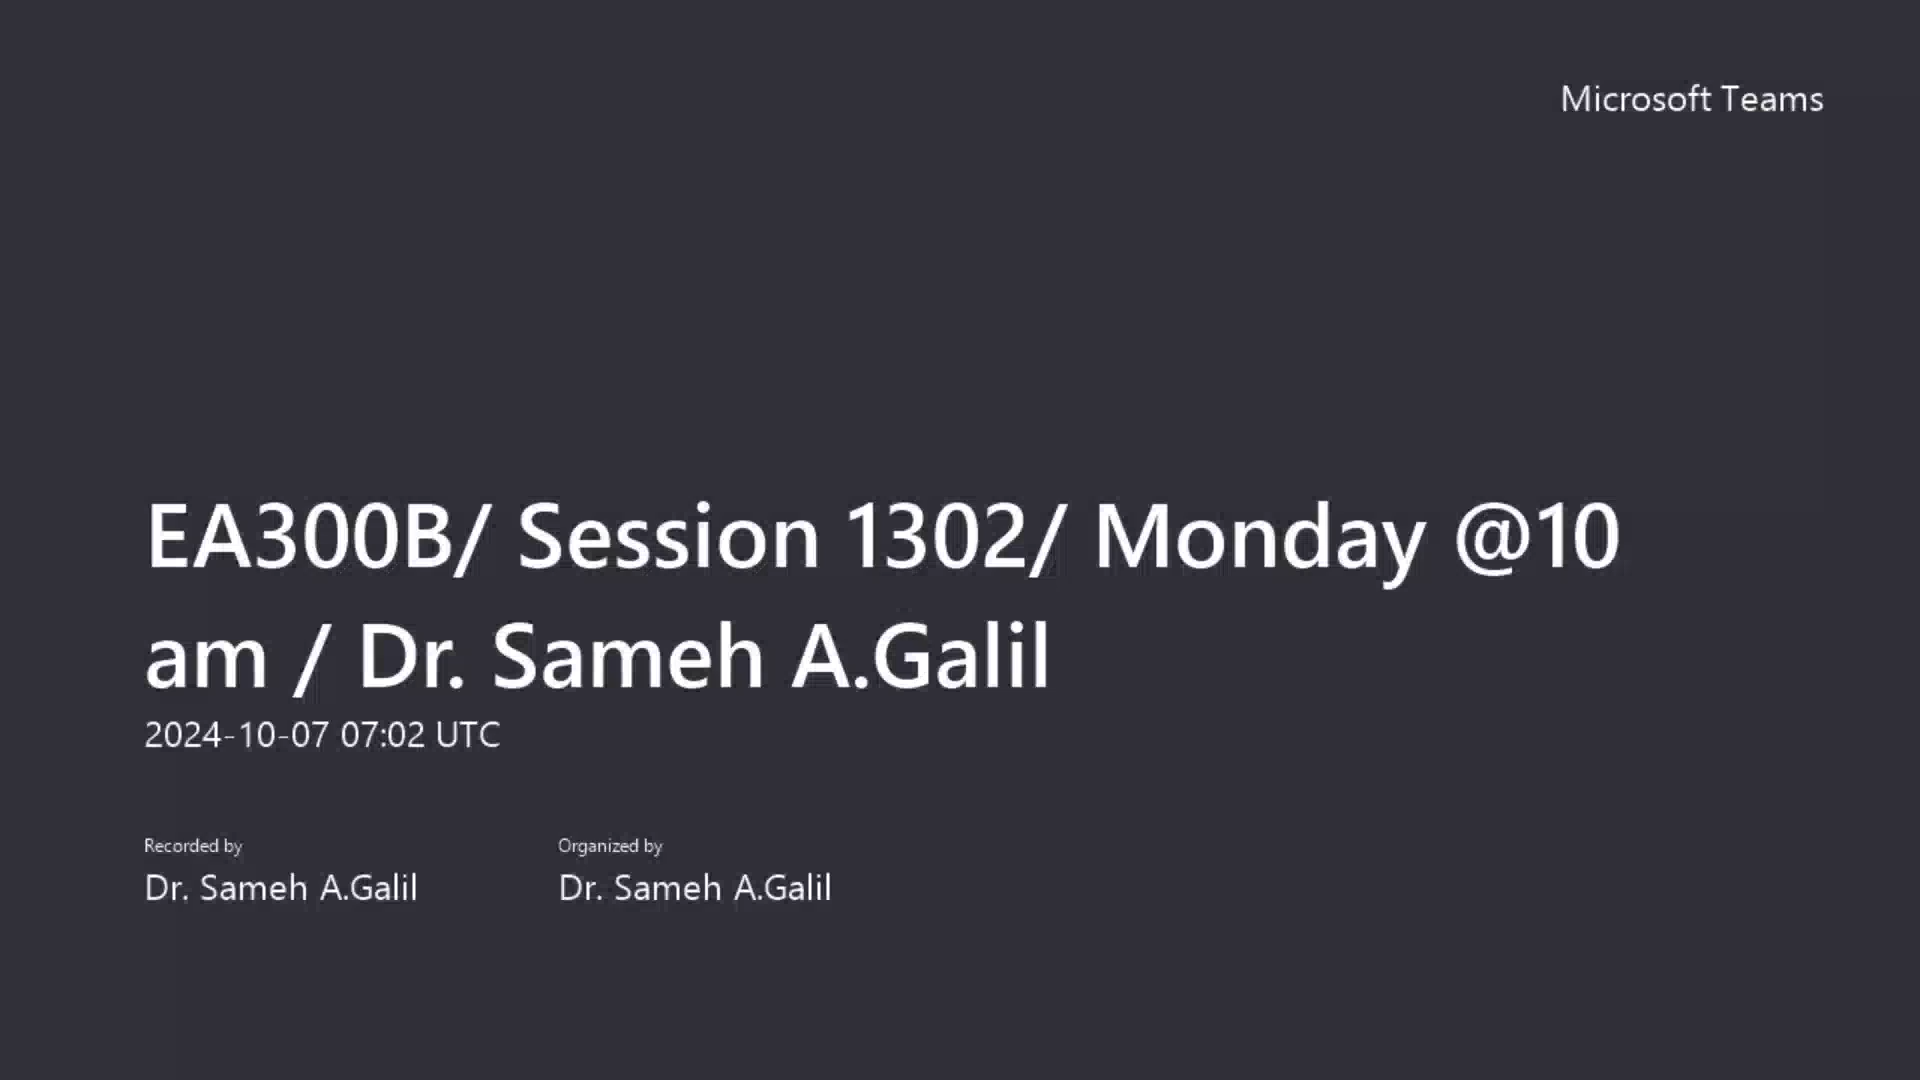 Microsoft Teams
EA300B/ Session 1302/ Monday @10
am / Dr. Sameh A.Galil
2024-10-07 07:02 UTC
Recorded by
Dr. Sameh A.Galil
Organized by
Dr. Sameh A.Galil